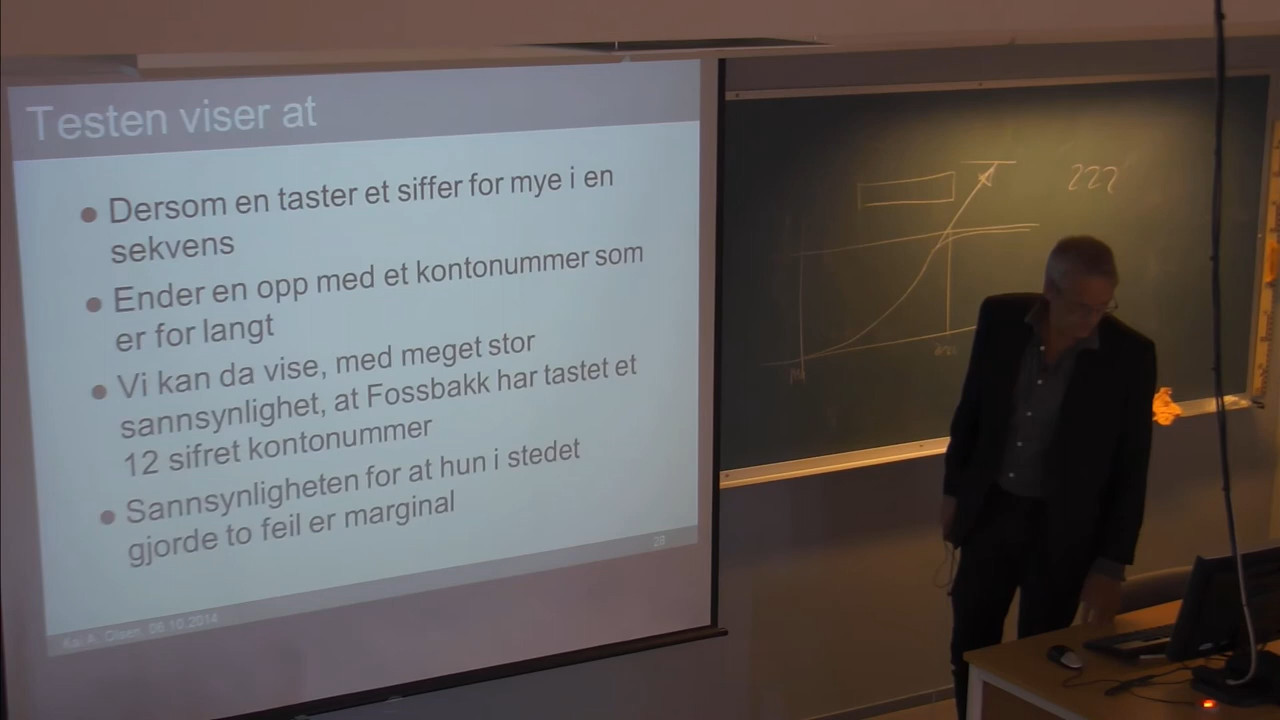 Testen viser at
Dersom en taster et siffer for mye i en
sekvens
Ender en opp med et kontonummer som
er for langt
Vi kan da vise, med meget stor
sannsynlighet, at Fossbakk har tastet et
12 sifret kontonummer
Sannsynligheten for at hun i stedet
gjorde to feil er marginal
29
Kai A. Olsen, 06.10.2014
222